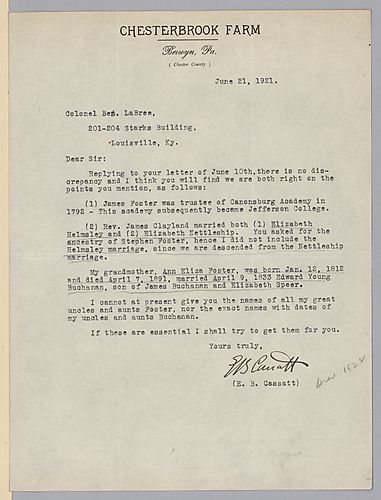 CHESTERBROOK FARM
Berwyn, Pa.
( Chester County )
June 21, 1921.
Colonel Ben. LaBree,
201-204 Starks Building.
Louisville, Ky.
Dear Sir:
Replying to your letter of June 10th,there is no dis-
crepancy and I think you will find we are both right on the
points you mention, as follows:
(1) James Foster was trustee of Canonsburg Academy in
1792 - This academy subsequently became Jefferson College.
(2) Rev. James Clayland married both (1) Elizabeth
Helmsley and (2) Elizabeth Nettleship. You asked for the
ancestry of Stephen Foster, hence I did not include the
Helmsley marriage, since we are descended from the Nettleship
marriage.
My grandmother, Ann Eliza Foster, was born Jan. 12, 1812
and died April 7, 1891, married April 9, 1833 Edward Young
Buchanan, son of James Buchanan and Elizabeth Speer.
I cannot at present give you the names of all my great
uncles and aunts Foster, nor the exact names with dates of
my uncles and aunts Buchanan.
If these are essential I shall try to get them for you.
Yours truly,
E B Cassatt
(E. B. Cassatt)
Died 1922